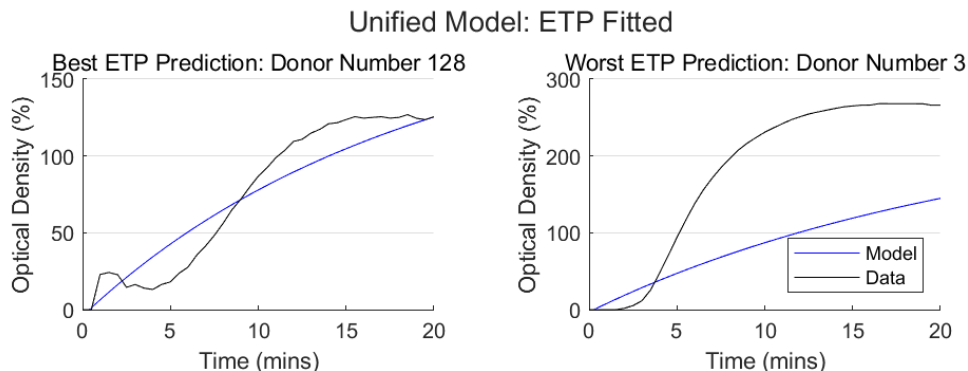 Unified Model: ETP Fitted
Best ETP Prediction: Donor Number 128
150
100
50
0
Optical Density (%)
0 5 10 15 20
Time (mins)
Worst ETP Prediction: Donor Number 3
300
200
100
0
Optical Density (%)
0 5 10 15 20
Time (mins)
Model
Data